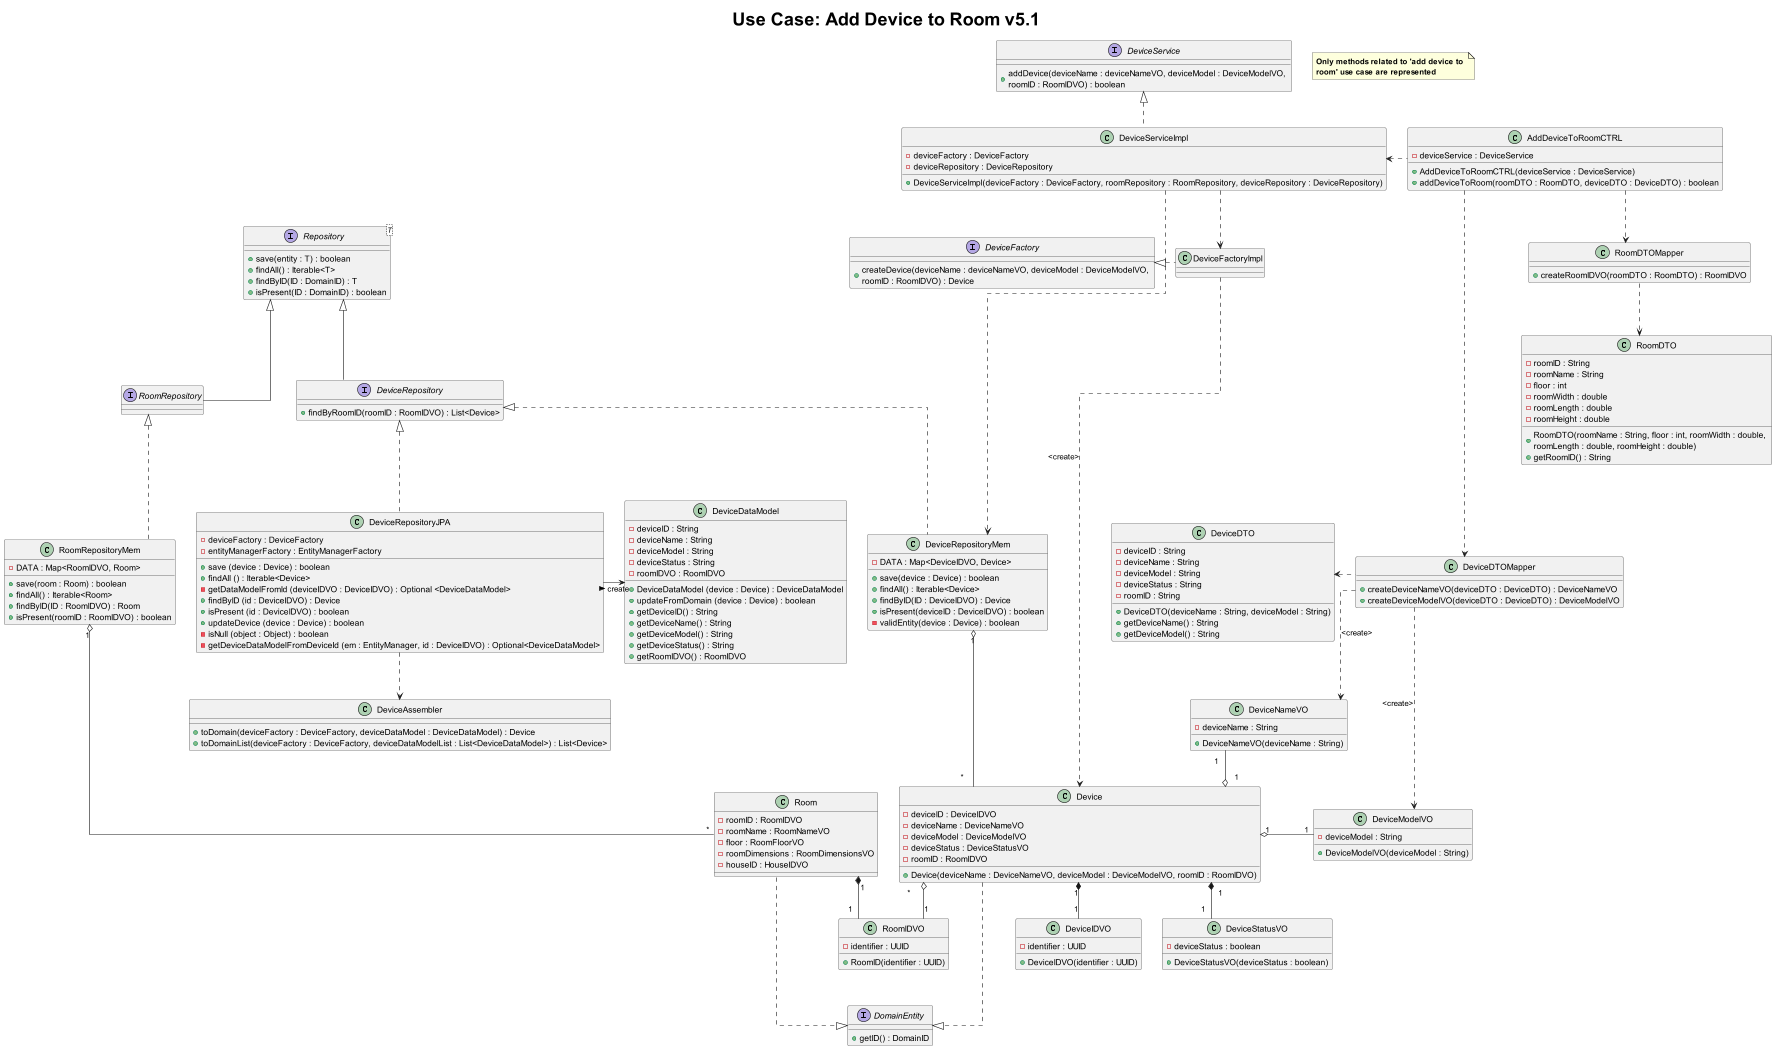 Use Case: Add Device to Room v5.1
I DeviceService
addDevice(deviceName : deviceNameVO, deviceModel : DeviceModelVO,
roomID : RoomIDVO) : boolean
Only methods related to 'add device to
room' use case are represented
C DeviceServiceImpl
deviceFactory : DeviceFactory
deviceRepository : DeviceRepository
DeviceServiceImpl(deviceFactory : DeviceFactory, roomRepository : RoomRepository, deviceRepository : DeviceRepository)
C AddDeviceToRoomCTRL
deviceService : DeviceService
AddDeviceToRoomCTRL(deviceService : DeviceService)
addDeviceToRoom(roomDTO : RoomDTO, deviceDTO : DeviceDTO) : boolean
I Repository
T
save(entity : T) : boolean
findAll() : Iterable<T>
findByID(ID : DomainID) : T
isPresent(ID : DomainID) : boolean
I DeviceFactory
createDevice(deviceName : deviceNameVO, deviceModel : DeviceModelVO,
roomID : RoomIDVO) : Device
C DeviceFactoryImpl
C RoomDTOMapper
createRoomIDVO(roomDTO : RoomDTO) : RoomIDVO
C RoomDTO
roomID : String
roomName : String
floor : int
roomWidth : double
roomLength : double
roomHeight : double
RoomDTO(roomName : String, floor : int, roomWidth : double,
roomLength : double, roomHeight : double)
getRoomID() : String
I RoomRepository
I DeviceRepository
findByRoomID(roomID : RoomIDVO) : List<Device>
<create>
C RoomRepositoryMem
DATA : Map<RoomIDVO, Room>
save(room : Room) : boolean
findAll() : Iterable<Room>
findByID(ID : RoomIDVO) : Room
isPresent(roomID : RoomIDVO) : boolean
1
C DeviceRepositoryJPA
deviceFactory : DeviceFactory
entityManagerFactory : EntityManagerFactory
save (device : Device) : boolean
findAll () : Iterable<Device>
getDataModelFromId (deviceIDVO : DeviceIDVO) : Optional <DeviceDataModel>
findByID (id : DeviceIDVO) : Device
isPresent (id : DeviceIDVO) : boolean
updateDevice (device : Device) : boolean
isNull (object : Object) : boolean
getDeviceDataModelFromDeviceId (em : EntityManager, id : DeviceIDVO) : Optional<DeviceDataModel>
create
C DeviceDataModel
deviceID : String
deviceName : String
deviceModel : String
deviceStatus : String
roomIDVO : RoomIDVO
DeviceDataModel (device : Device) : DeviceDataModel
updateFromDomain (device : Device) : boolean
getDeviceID() : String
getDeviceName() : String
getDeviceModel() : String
getDeviceStatus() : String
getRoomIDVO() : RoomIDVO
C DeviceRepositoryMem
DATA : Map<DeviceIDVO, Device>
save(device : Device) : boolean
findAll() : Iterable<Device>
findByID(ID : DeviceIDVO) : Device
isPresent(deviceID : DeviceIDVO) : boolean
validEntity(device : Device) : boolean
1
C DeviceDTO
deviceID : String
deviceName : String
deviceModel : String
deviceStatus : String
roomID : String
DeviceDTO(deviceName : String, deviceModel : String)
getDeviceName() : String
getDeviceModel() : String
C DeviceDTOMapper
createDeviceNameVO(deviceDTO : DeviceDTO) : DeviceNameVO
createDeviceModelVO(deviceDTO : DeviceDTO) : DeviceModelVO
<create>
<create>
C DeviceAssembler
toDomain(deviceFactory : DeviceFactory, deviceDataModel : DeviceDataModel) : Device
toDomainList(deviceFactory : DeviceFactory, deviceDataModelList : List<DeviceDataModel>) : List<Device>
C DeviceNameVO
deviceName : String
DeviceNameVO(deviceName : String)
1
1
*
*
C Room
roomID : RoomIDVO
roomName : RoomNameVO
floor : RoomFloorVO
roomDimensions : RoomDimensionsVO
houseID : HouseIDVO
C Device
deviceID : DeviceIDVO
deviceName : DeviceNameVO
deviceModel : DeviceModelVO
deviceStatus : DeviceStatusVO
roomID : RoomIDVO
Device(deviceName : DeviceNameVO, deviceModel : DeviceModelVO, roomID : RoomIDVO)
1 1
C DeviceModelVO
deviceModel : String
DeviceModelVO(deviceModel : String)
1 * 1 1
1 1 1 1
C RoomIDVO
identifier : UUID
RoomID(identifier : UUID)
C DeviceIDVO
identifier : UUID
DeviceIDVO(identifier : UUID)
C DeviceStatusVO
deviceStatus : boolean
DeviceStatusVO(deviceStatus : boolean)
I DomainEntity
getID() : DomainID